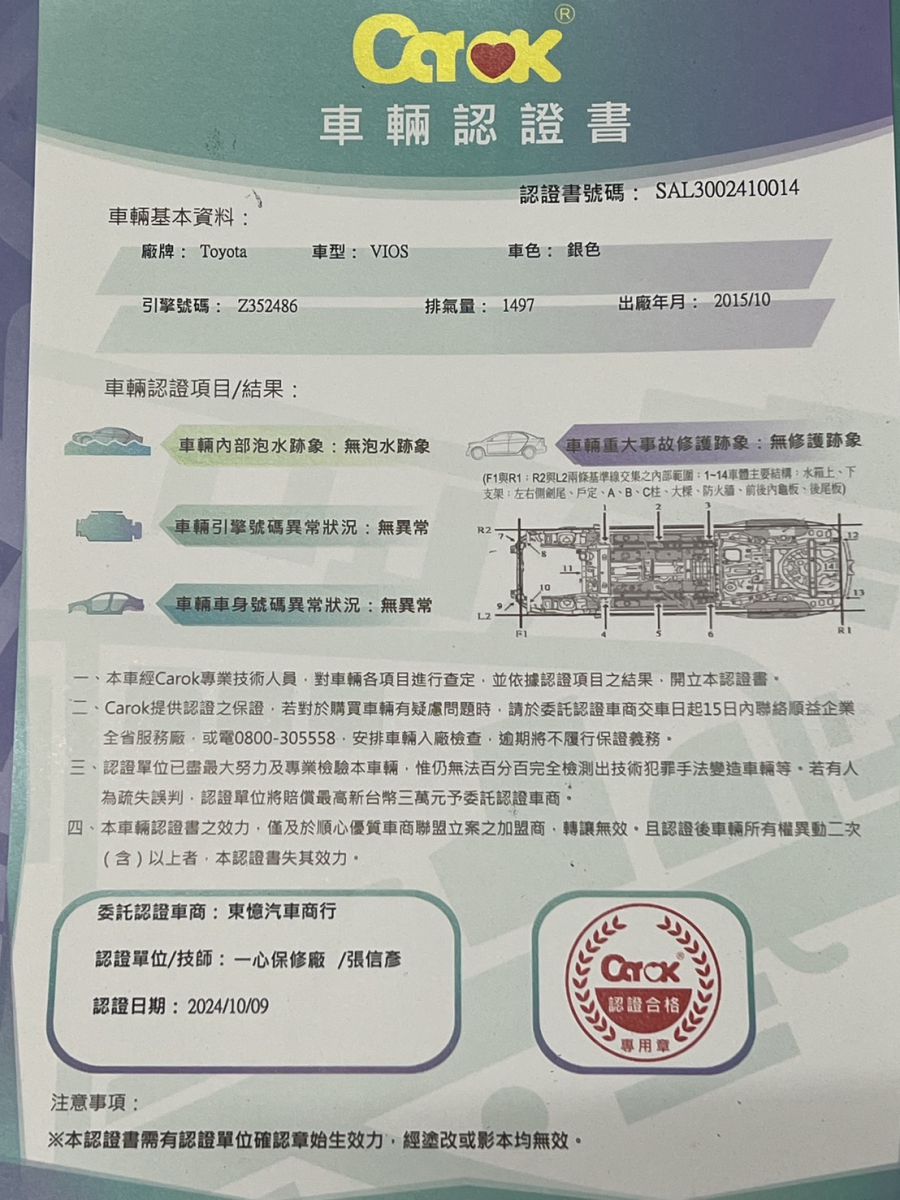 Carok®
車輛認證書
認證書號碼： SAL3002410014
車輛基本資料：
廠牌： Toyota 車型： VIOS 車色： 銀色
引擎號碼： Z352486 排氣量： 1497 出廠年月： 2015/10
車輛認證項目/結果：
車輛內部泡水跡象：無泡水跡象
車輛重大事故修護跡象：無修護跡象
(F1與R1；R2與L2兩條基準線交集之內部範圍；1~14車體主要結構；水箱上、下
支架；左右側劍尾、戶定、A、B、C柱、大樑、防火牆、前後內龜板、後尾板)
車輛引擎號碼異常狀況：無異常
車輛車身號碼異常狀況：無異常
1 2 3
R2 7 12
8
11
10 13
9
L2
F1 4 5 6 R1
一、本車經Carok專業技術人員，對車輛各項目進行查定，並依據認證項目之結果，開立本認證書。
二、Carok提供認證之保證，若對於購買車輛有疑慮問題時，請於委託認證車商交車日起15日內聯絡順益企業
全省服務廠，或電0800-305558，安排車輛入廠檢查，逾期將不履行保證義務。
三、認證單位已盡最大努力及專業檢驗本車輛，惟仍無法百分百完全檢測出技術犯罪手法變造車輛等。若有人
為疏失誤判，認證單位將賠償最高新台幣三萬元予委託認證車商。
四、本車輛認證書之效力，僅及於順心優質車商聯盟立案之加盟商，轉讓無效。且認證後車輛所有權異動二次
（含）以上者，本認證書失其效力。
委託認證車商：東憶汽車商行
認證單位/技師：一心保修廠 /張信彥
認證日期： 2024/10/09
Carok®
認證合格
專用章
注意事項：
※本認證書需有認證單位確認章始生效力，經塗改或影本均無效。